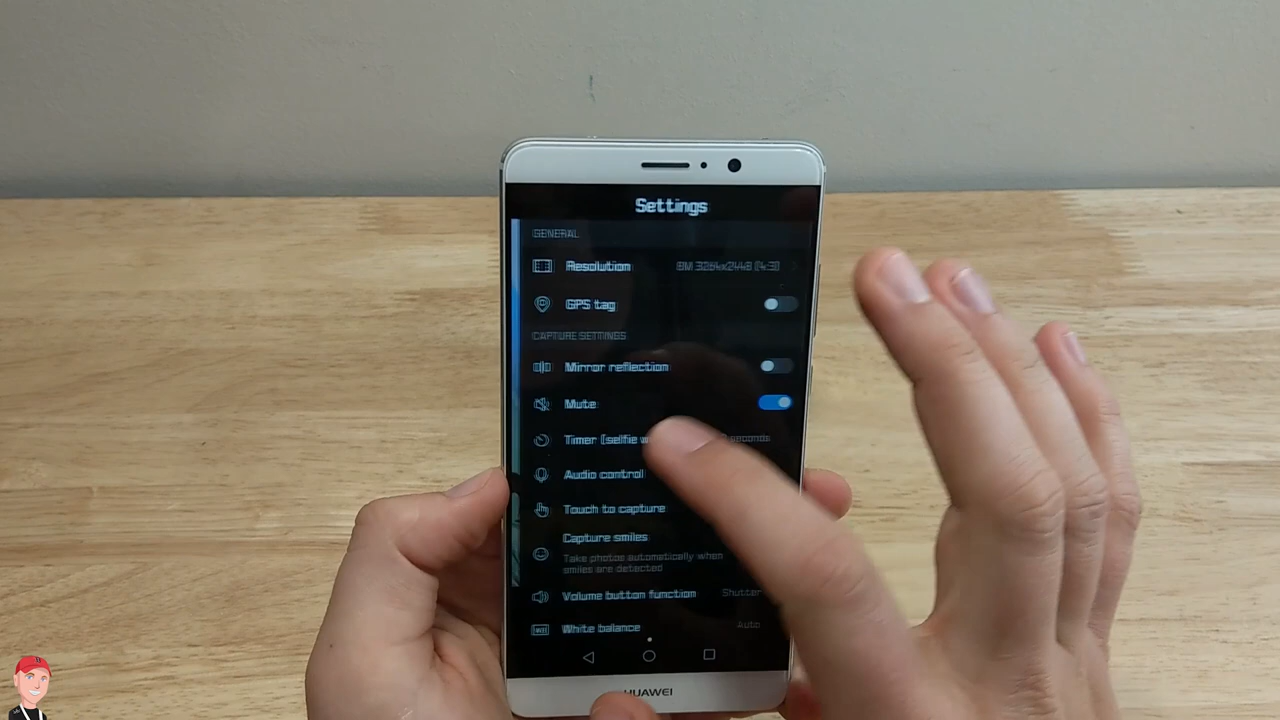 Settings
GENERAL
Resolution 8M 3264x2448 (4:3)
GPS tag
CAPTURE SETTINGS
Mirror reflection
Mute
Timer (selfie seconds
Audio control
Touch to capture
Capture smiles
Take photos automatically when
smiles are detected
Volume button function Shutter
White balance Auto
HUAWEI